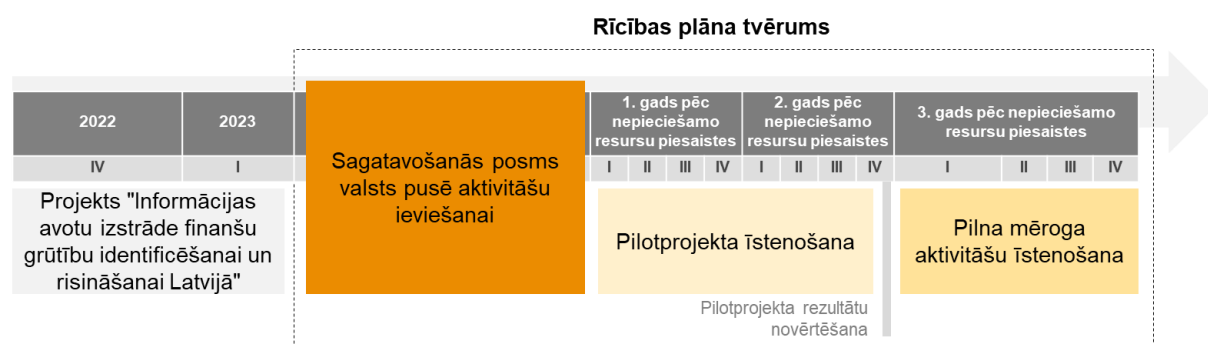 Rīcības plāna tvērums
2022
2023
1. gads pēc
nepieciešamo
resursu piesaistes
2. gads pēc
nepieciešamo
resursu piesaistes
3. gads pēc nepieciešamo
resursu piesaistes
IV
I
I II III IV
I II III IV
I II III IV
Projekts "Informācijas
avotu izstrāde finanšu
grūtību identificēšanai un
risināšanai Latvijā"
Sagatavošanās posms
valsts pusē aktivitāšu
ieviešanai
Pilotprojekta īstenošana
Pilna mēroga
aktivitāšu īstenošana
Pilotprojekta rezultātu
novērtēšana